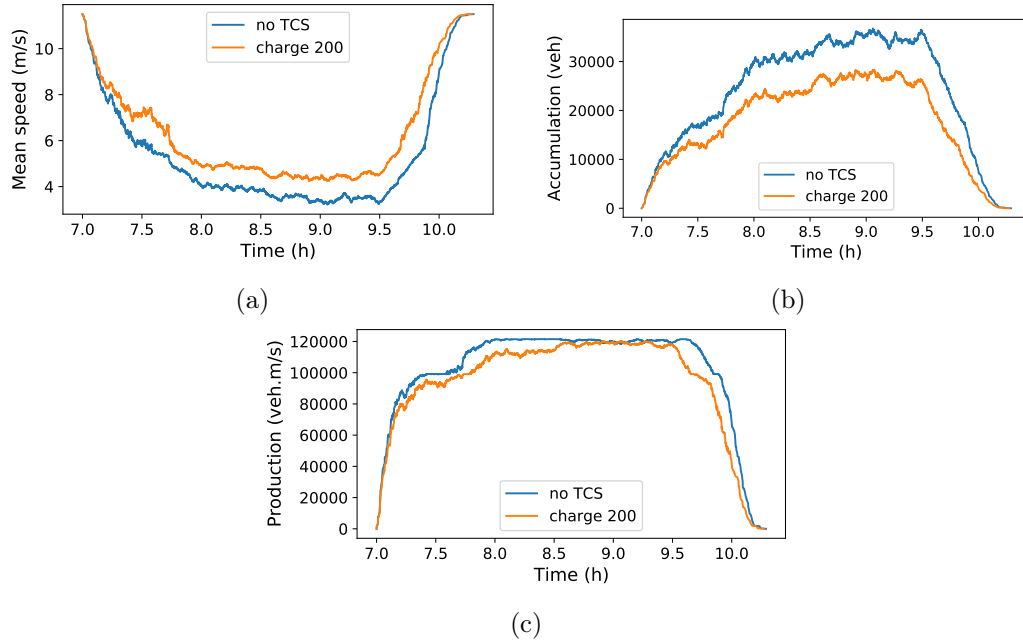 no TCS
charge 200
Mean speed (m/s)
10
8
6
4
7.0 7.5 8.0 8.5 9.0 9.5 10.0
Time (h)
(a)
no TCS
charge 200
Accumulation (veh)
30000
20000
10000
0
7.0 7.5 8.0 8.5 9.0 9.5 10.0
Time (h)
(b)
no TCS
charge 200
Production (veh.m/s)
120000
100000
80000
60000
40000
20000
0
7.0 7.5 8.0 8.5 9.0 9.5 10.0
Time (h)
(c)